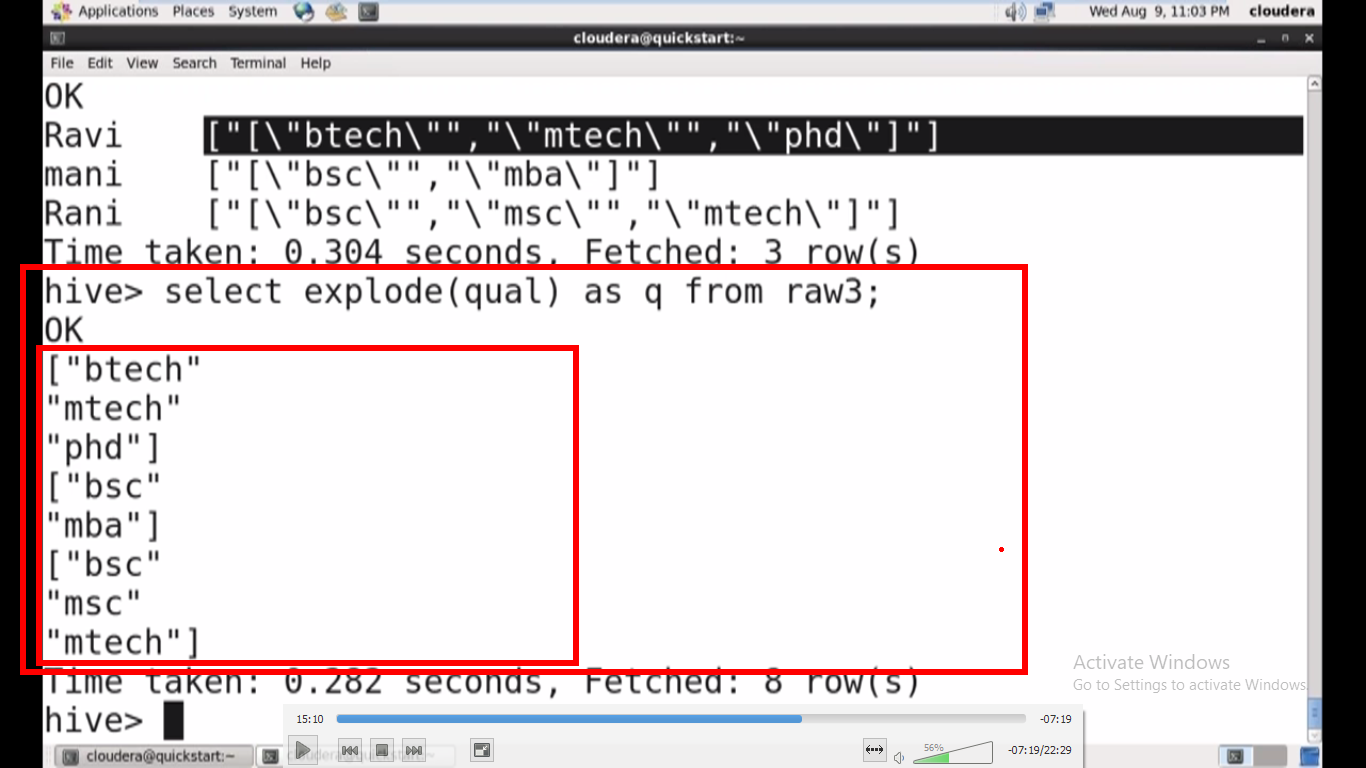 Applications Places System Wed Aug 9, 11:03 PM cloudera
cloudera@quickstart:~
File Edit View Search Terminal Help
OK
Ravi ["[\"btech\"","\"mtech\"","\"phd\"]"]
mani ["[\"bsc\"","\"mba\"]"]
Rani ["[\"bsc\"","\"msc\"","\"mtech\"]"]
Time taken: 0.304 seconds, Fetched: 3 row(s)
hive> select explode(qual) as q from raw3;
OK
["btech"
"mtech"
"phd"]
["bsc"
"mba"]
["bsc"
"msc"
"mtech"]
Time taken: 0.282 seconds, Fetched: 8 row(s)
hive>
Activate Windows
Go to Settings to activate Windows.
15:10 -07:19
56% -07:19/22:29
cloudera@quickstart:~ cloudera@quickstart:~